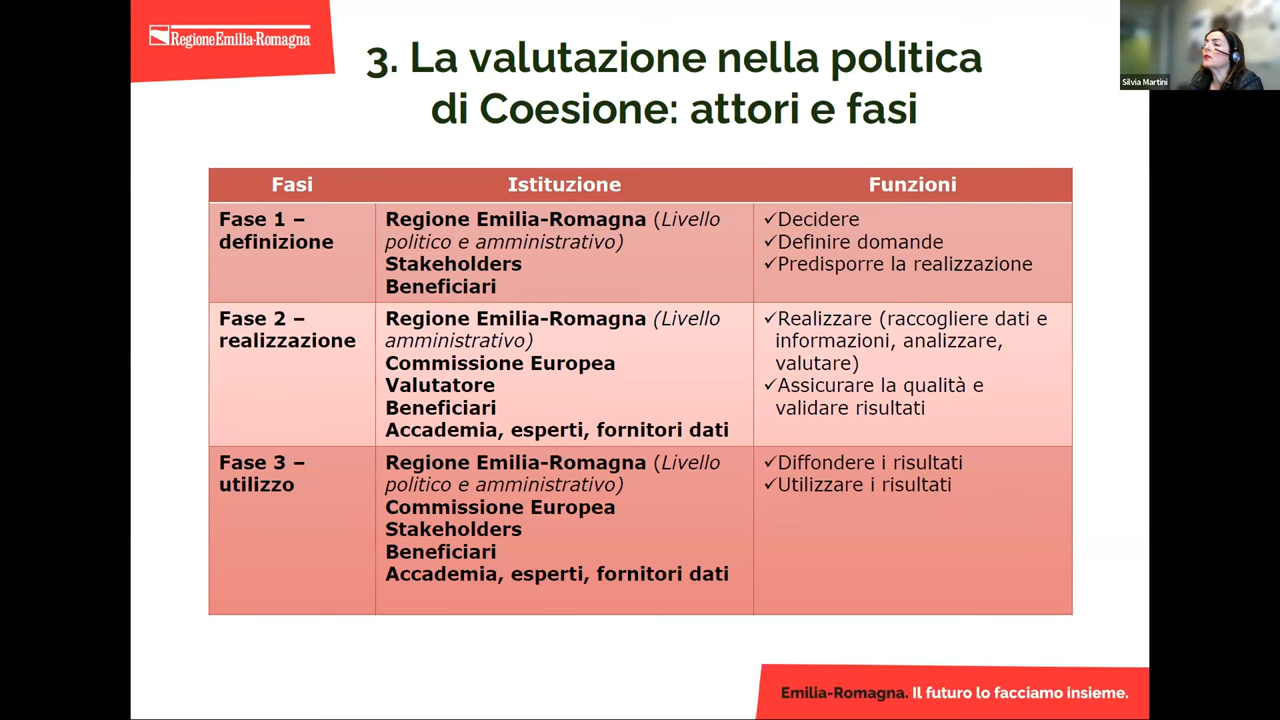 RegioneEmilia-Romagna
3. La valutazione nella politica
di Coesione: attori e fasi
Silvia Martini
Fasi
Istituzione
Funzioni
Fase 1 –
definizione
Regione Emilia-Romagna (Livello
politico e amministrativo)
Stakeholders
Beneficiari
✓Decidere
✓Definire domande
✓Predisporre la realizzazione
Fase 2 –
realizzazione
Regione Emilia-Romagna (Livello
amministrativo)
Commissione Europea
Valutatore
Beneficiari
Accademia, esperti, fornitori dati
✓Realizzare (raccogliere dati e
informazioni, analizzare,
valutare)
✓Assicurare la qualità e
validare risultati
Fase 3 –
utilizzo
Regione Emilia-Romagna (Livello
politico e amministrativo)
Commissione Europea
Stakeholders
Beneficiari
Accademia, esperti, fornitori dati
✓Diffondere i risultati
✓Utilizzare i risultati
Emilia-Romagna. Il futuro lo facciamo insieme.